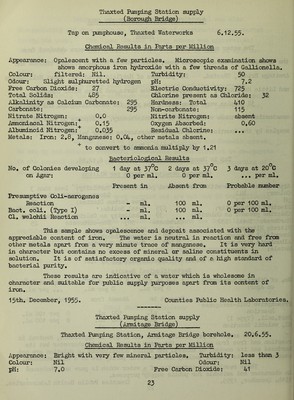 Thaxted Pumping Station supply
(Borough Bridge)
Tap on pumphouse, Thaxted Waterworks 6.12.55.
Chemical Results in Parts per Million
Appearance: Opalescent with a few particles. Microscopic examination shows
shows amorphous iron hydroxide with a few threads of Gallionella.
Colour: filtered: Nil. Turbidity: 50
Odour: Slight sulphuretted hydrogen pH: 7.2
Free Carbon Dioxide: 27 Electric Conductivity: 725
Total Solids: 485 Chlorine present as Chloride: 32
Alkalinity as Calcium Carbonate: 295 Hardness: Total 410
Carbonate: 295 Non-carbonate: 115
Nitrate Nitrogen: 0.0 Nitrite Nitrogen: absent
Ammoniacal Nitrogen:+ 0.15 Oxygen Absorbed: 0.60
Albuminoid Nitrogen:+ 0.035 Residual Chlorine: ...
Metals: Iron: 2.8, Manganese: 0.04, other metals absent.
+ to convert to ammonia multiply by 1.21
Bacteriological Results
No. of Colonies developing 1 day at 37°C 2 days at 37°C 3 days at 20°C
on Agar: 0 per ml. 0 per ml. ... per ml.
Present in Absent from Probable number
Presumptive Coli-aerogenes
Reaction - ml. 100 ml. 0 per 100 ml.
Bact. coli. (Type I) - ml. 100 ml. 0 per 100 ml.
Cl. welchii Reaction ... ml. ... ml.
This sample shows opalescence and deposit associated with the
appreciable content of iron. The water is neutral in reaction and free from
other metals apart from a very minute trace of manganese. It is very hard
in character but contains no excess of mineral or saline constituents in
solution. It is of satisfactory organic quality and of a high standard of
bacterial purity.
These results are indicative of a water which is wholesome in
character and suitable for public supply purposes apart from its content of
iron.
15th. December, 1955. Counties Public Health Laboratories.
Thaxted Pumping Station supply
(Armitage Bridge)
Thaxted Pumping Station, Armitage Bridge borehole. 20.6.55.
Chemical Results in Parts per Million
Appearance: Bright with very few mineral particles. Turbidity: less than 3
Colour: Nil Odour: Nil
pH: 7.0 Free Carbon Dioxide: 41
23